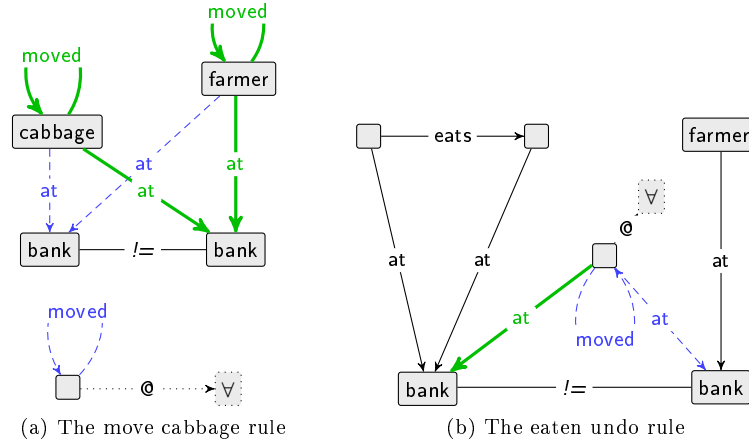 moved
moved
farmer
cabbage
at
at
at
at
bank
!=
bank
moved
@
∀
(a) The move cabbage rule
eats
farmer
∀
@
at
at
at
at
at
moved
bank
!=
bank
(b) The eaten undo rule